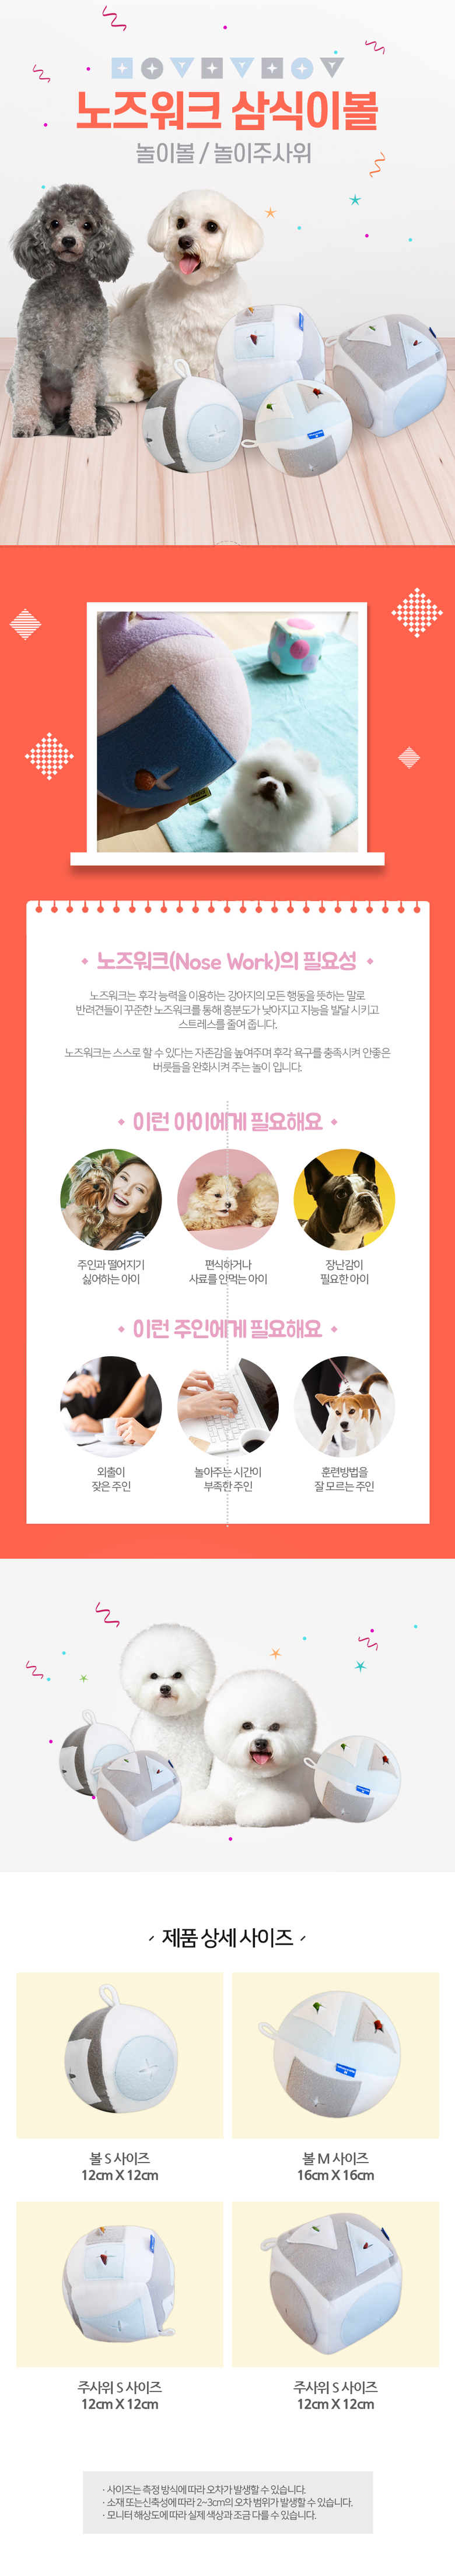 노즈워크 삼식이볼
놀이볼 / 놀이주사위
노즈워크(Nose Work)의 필요성
노즈워크는 후각 능력을 이용하는 강아지의 모든 행동을 뜻하는 말로
반려견들이 꾸준한 노즈워크를 통해 흥분도가 낮아지고 지능을 발달 시키고
스트레스를 줄여 줍니다.
노즈워크는 스스로 할 수 있다는 자존감을 높여주며 후각 욕구를 충족시켜 안좋은
버릇들을 완화시켜 주는 놀이 입니다.
이런 아이에게 필요해요
주인과 떨어지기
싫어하는 아이
편식하거나
사료를 안먹는 아이
장난감이
필요한 아이
이런 주인에게 필요해요
외출이
잦은 주인
놀아주는 시간이
부족한 주인
훈련방법을
잘 모르는 주인
제품 상세 사이즈
볼 S 사이즈
12cm X 12cm
볼 M 사이즈
16cm X 16cm
주사위 S 사이즈
12cm X 12cm
주사위 S 사이즈
12cm X 12cm
· 사이즈는 측정 방식에 따라 오차가 발생할 수 있습니다.
· 소재 또는신축성에 따라 2~3cm의 오차 범위가 발생할 수 있습니다.
· 모니터 해상도에 따라 실제 색상과 조금 다를 수 있습니다.